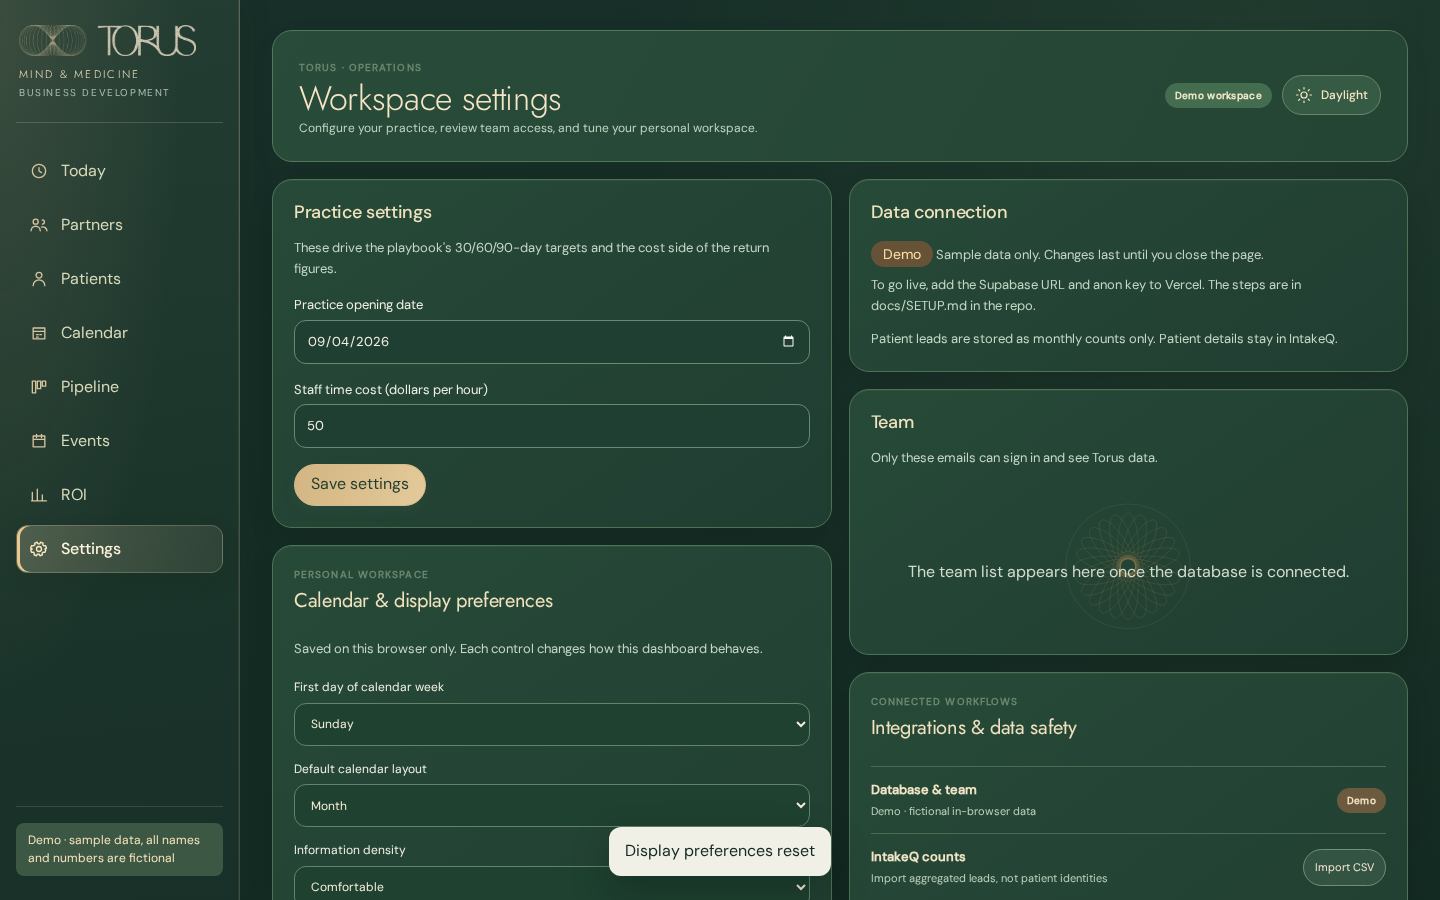 TORUS
MIND & MEDICINE
BUSINESS DEVELOPMENT
Today
Partners
Patients
Calendar
Pipeline
Events
ROI
Settings
Demo · sample data, all names
and numbers are fictional
TORUS · OPERATIONS
Workspace settings
Configure your practice, review team access, and tune your personal workspace.
Demo workspace
Daylight
Practice settings
These drive the playbook's 30/60/90-day targets and the cost side of the return
figures.
Practice opening date
09/04/2026
Staff time cost (dollars per hour)
50
Save settings
PERSONAL WORKSPACE
Calendar & display preferences
Saved on this browser only. Each control changes how this dashboard behaves.
First day of calendar week
Sunday
Default calendar layout
Month
Information density
Comfortable
Display preferences reset
Data connection
Demo Sample data only. Changes last until you close the page.
To go live, add the Supabase URL and anon key to Vercel. The steps are in
docs/SETUP.md in the repo.
Patient leads are stored as monthly counts only. Patient details stay in IntakeQ.
Team
Only these emails can sign in and see Torus data.
The team list appears here once the database is connected.
CONNECTED WORKFLOWS
Integrations & data safety
Database & team
Demo · fictional in-browser data
Demo
IntakeQ counts
Import aggregated leads, not patient identities
Import CSV